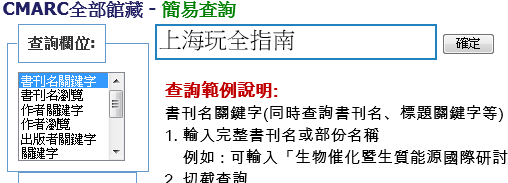 CMARC全部館藏 - 簡易查詢
查詢欄位:
上海玩全指南
確定
書刊名關鍵字
書刊名瀏覽
作者關鍵字
作者瀏覽
出版者關鍵字
關鍵字
查詢範例說明:
書刊名關鍵字(同時查詢書刊名、標題關鍵字等)
1. 輸入完整書刊名或部份名稱
例如：可輸入「生物催化暨生質能源國際研討
2. 切截查詢